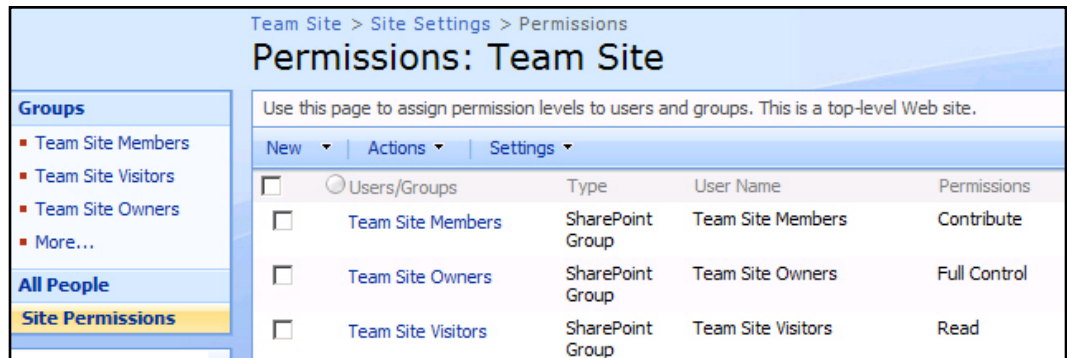 Team Site > Site Settings > Permissions
Permissions: Team Site
Groups
Team Site Members
Team Site Visitors
Team Site Owners
More...
All People
Site Permissions
Use this page to assign permission levels to users and groups. This is a top-level Web site.
New Actions Settings
Users/Groups Type User Name Permissions
Team Site Members SharePoint Group Team Site Members Contribute
Team Site Owners SharePoint Group Team Site Owners Full Control
Team Site Visitors SharePoint Group Team Site Visitors Read